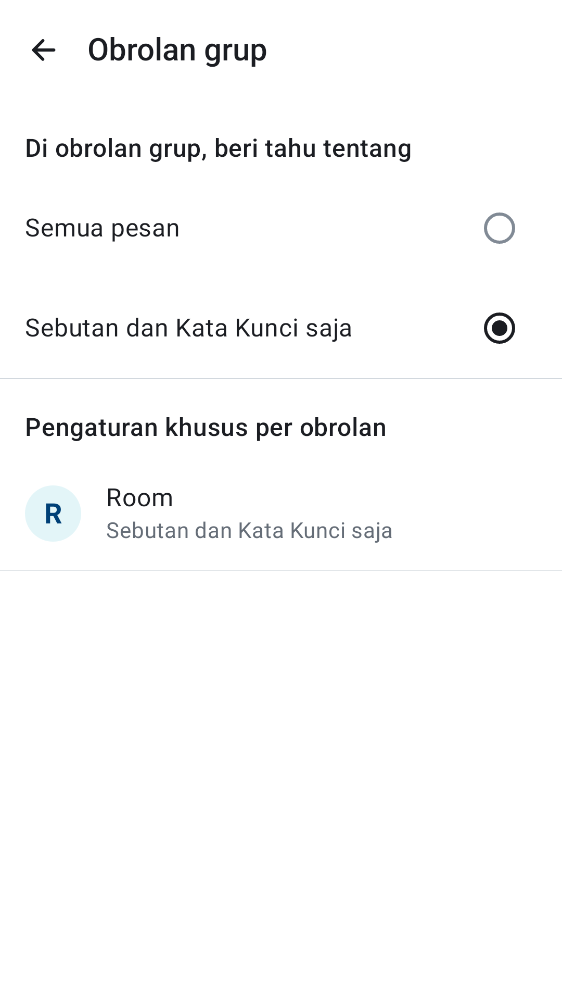 Obrolan grup
Di obrolan grup, beri tahu tentang
Semua pesan
Sebutan dan Kata Kunci saja
Pengaturan khusus per obrolan
R
Room
Sebutan dan Kata Kunci saja